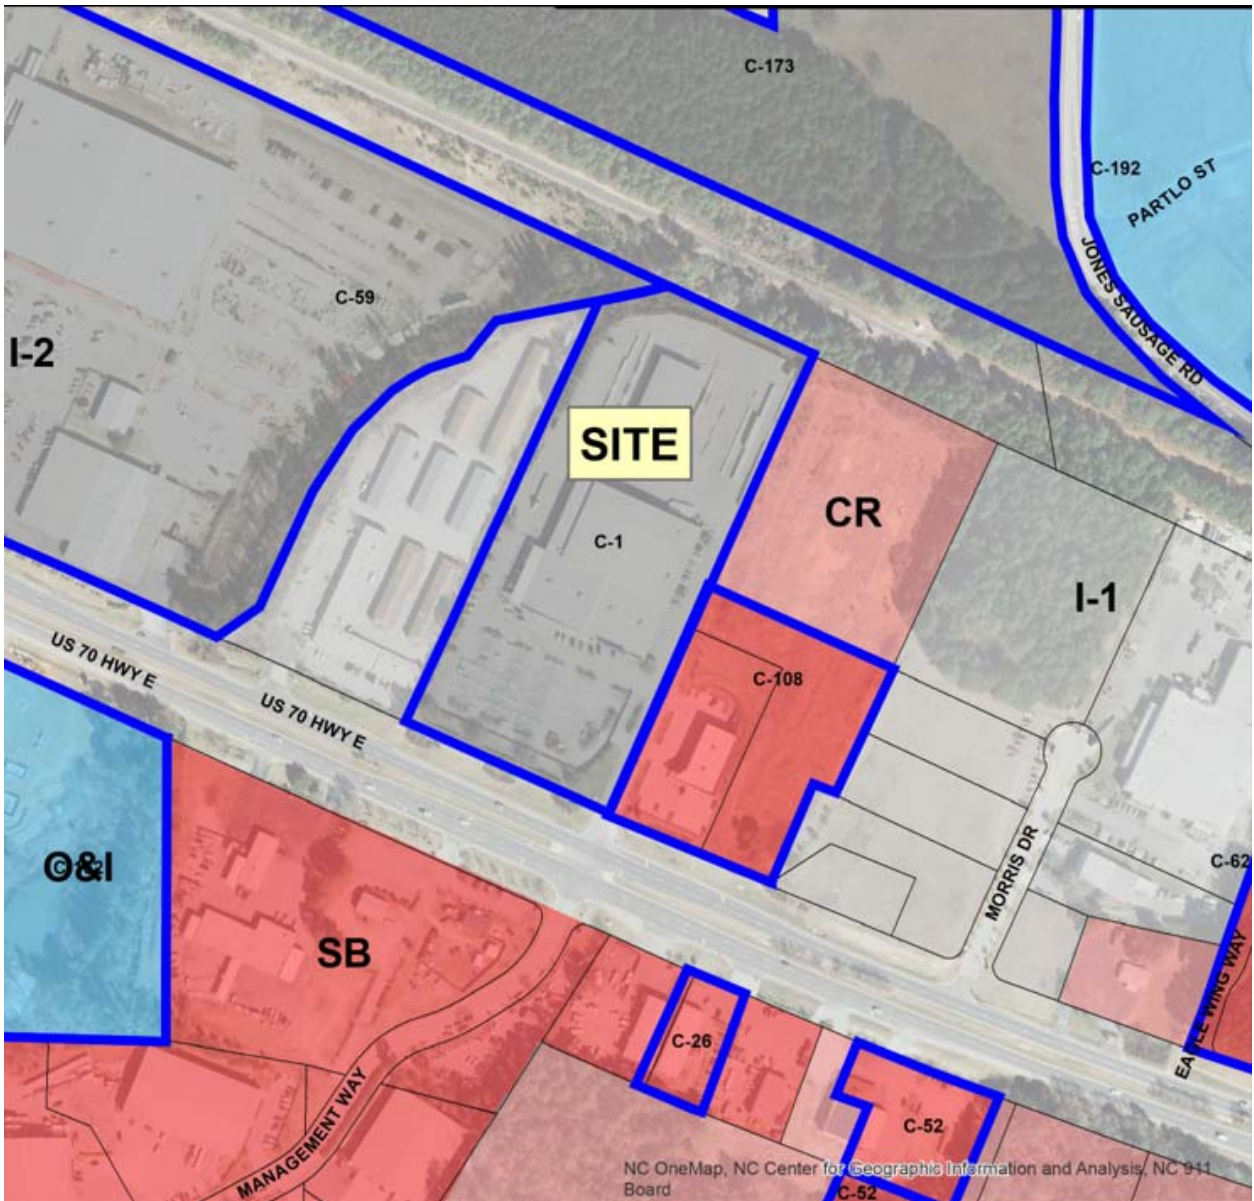 C-173
C-192
PARTLO ST
JONES SAUSAGE RD
C-59
I-2
SITE
CR
C-1
I-1
C-108
US 70 HWY E
US 70 HWY E
MORRIS DR
C-62
O&I
SB
EAGLE WING WAY
C-26
C-52
MANAGEMENT WAY
NC OneMap, NC Center for Geographic Information and Analysis, NC 911
Board
C-52